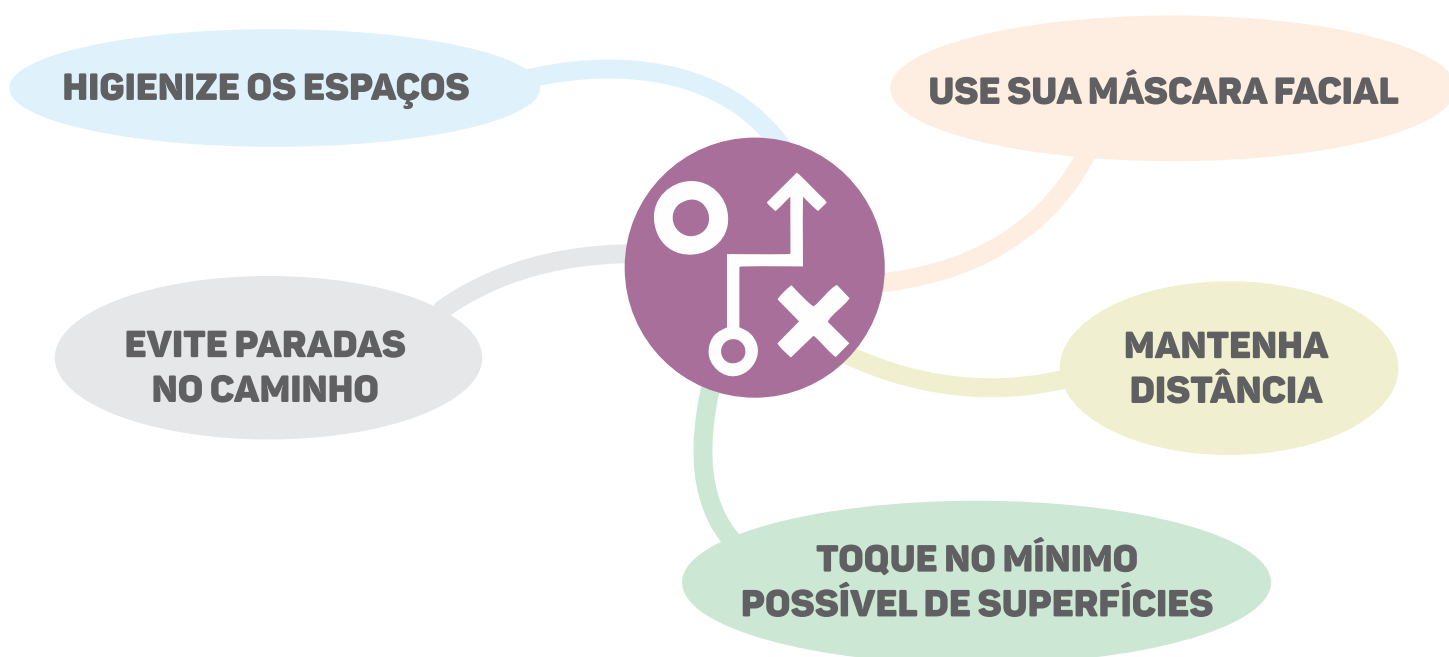 HIGIENIZE OS ESPAÇOS
USE SUA MÁSCARA FACIAL
EVITE PARADAS
NO CAMINHO
MANTENHA
DISTÂNCIA
TOQUE NO MÍNIMO
POSSÍVEL DE SUPERFÍCIES